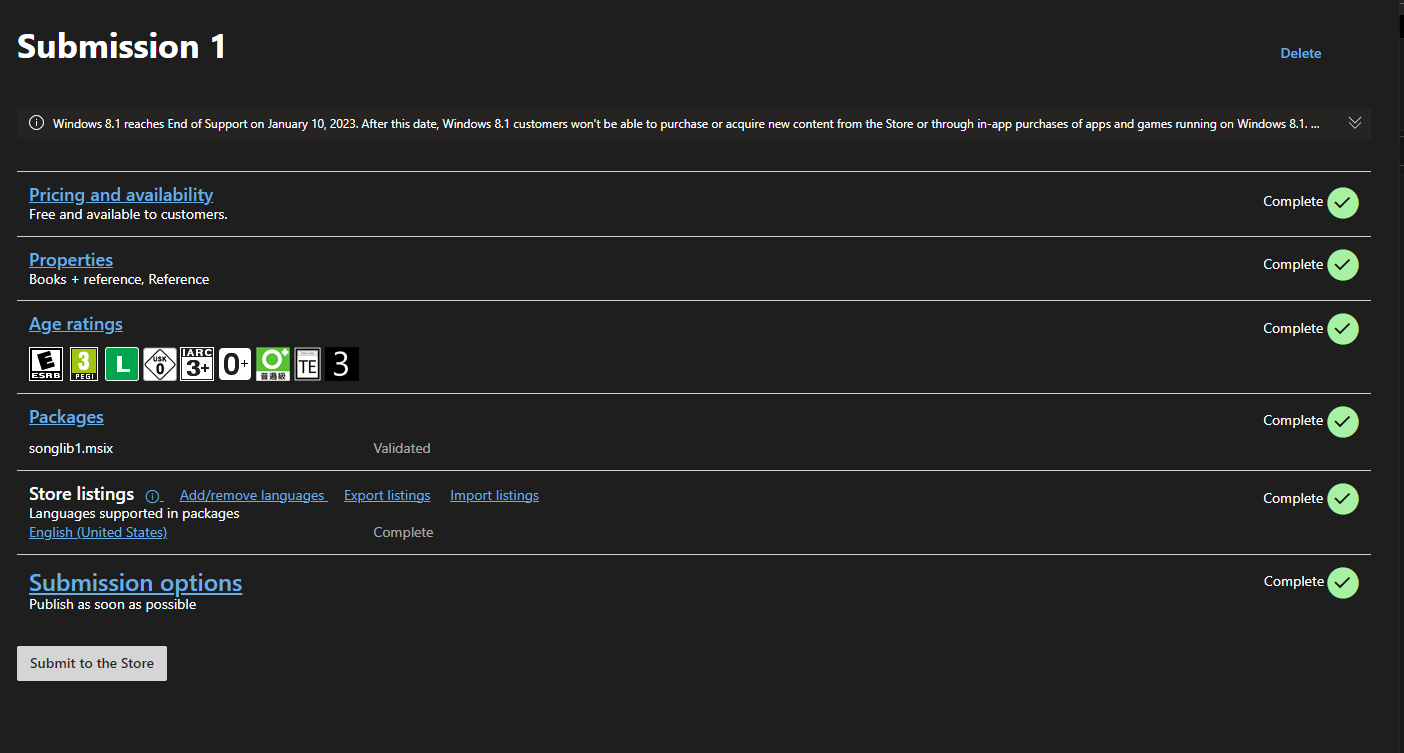 Submission 1
Delete
Windows 8.1 reaches End of Support on January 10, 2023. After this date, Windows 8.1 customers won't be able to purchase or acquire new content from the Store or through in-app purchases of apps and games running on Windows 8.1. ...
Pricing and availability
Complete
Free and available to customers.
Properties
Complete
Books + reference, Reference
Age ratings
Complete
E ESRB 3 PEGI L USK 0 IARC 3+ 0+ 普遍級 TE 3
Packages
Complete
songlib1.msix Validated
Store listings Add/remove languages Export listings Import listings
Complete
Languages supported in packages
English (United States) Complete
Submission options
Complete
Publish as soon as possible
Submit to the Store